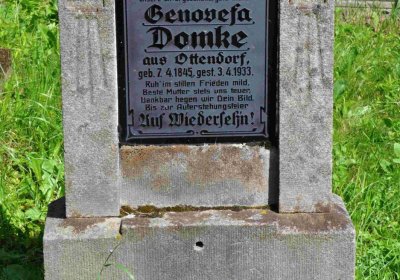 Genovefa
Domke
aus Ottendorf,
geb. 7.4.1845, gest. 3.4.1933.
Ruh' im stillen Frieden mild,
Beste Mutter stets uns teuer,
Dankbar hegen wir Dein Bild,
Bis zur Auferstehungsfeier
Auf Wiedersehn!